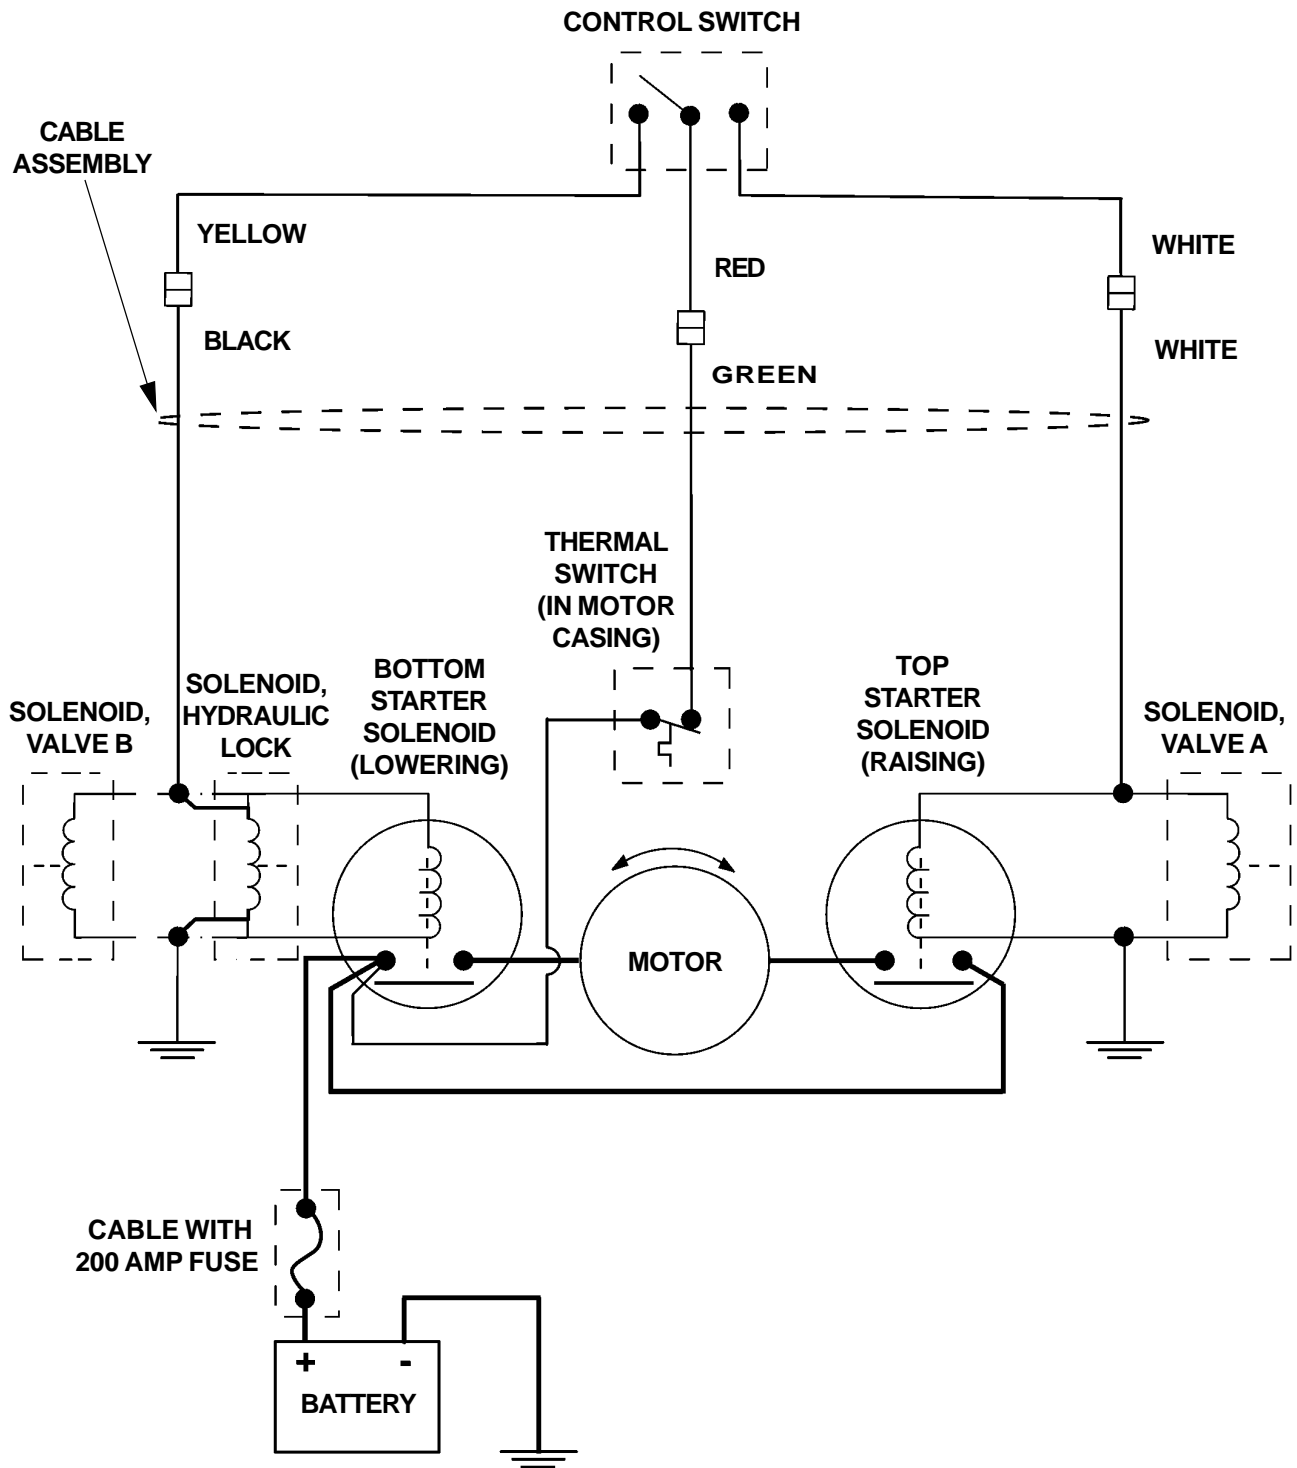 CONTROL SWITCH
CABLE
ASSEMBLY
YELLOW
BLACK
RED
GREEN
WHITE
WHITE
THERMAL
SWITCH
(IN MOTOR
CASING)
SOLENOID,
VALVE B
SOLENOID,
HYDRAULIC
LOCK
BOTTOM
STARTER
SOLENOID
(LOWERING)
TOP
STARTER
SOLENOID
(RAISING)
SOLENOID,
VALVE A
MOTOR
CABLE WITH
200 AMP FUSE
+ -
BATTERY